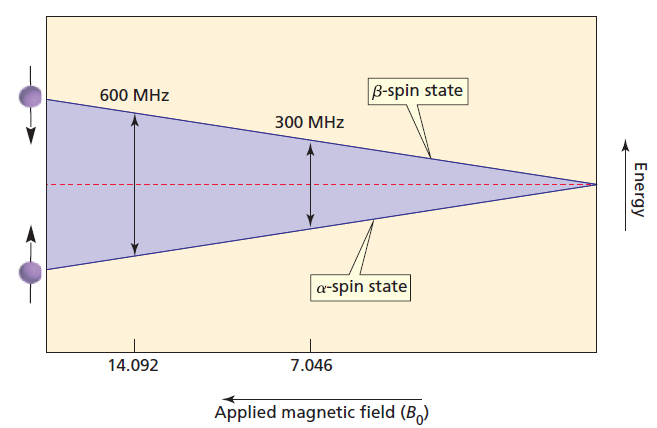 600 MHz
300 MHz
β-spin state
α-spin state
Energy
14.092
7.046
Applied magnetic field (B₀)